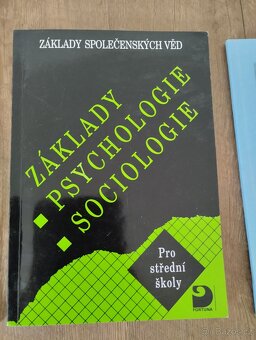 ZÁKLADY SPOLEČENSKÝCH VĚD
ZÁKLADY
PSYCHOLOGIE
SOCIOLOGIE
Pro
střední
školy
FORTUNA